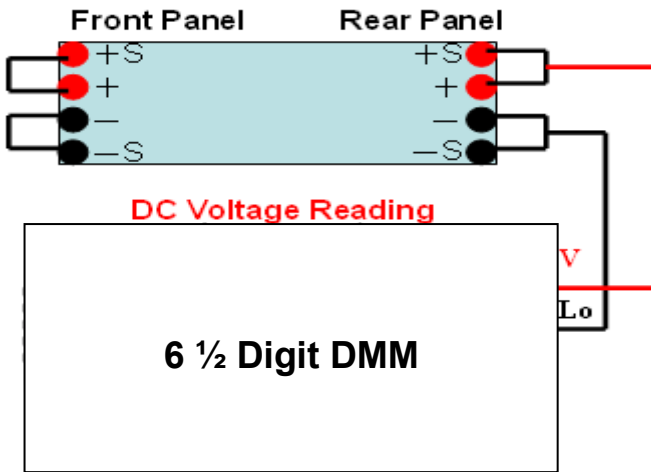 Front Panel Rear Panel
+S +S
+ +
− −
−S −S
DC Voltage Reading
V
Lo
6 ½ Digit DMM